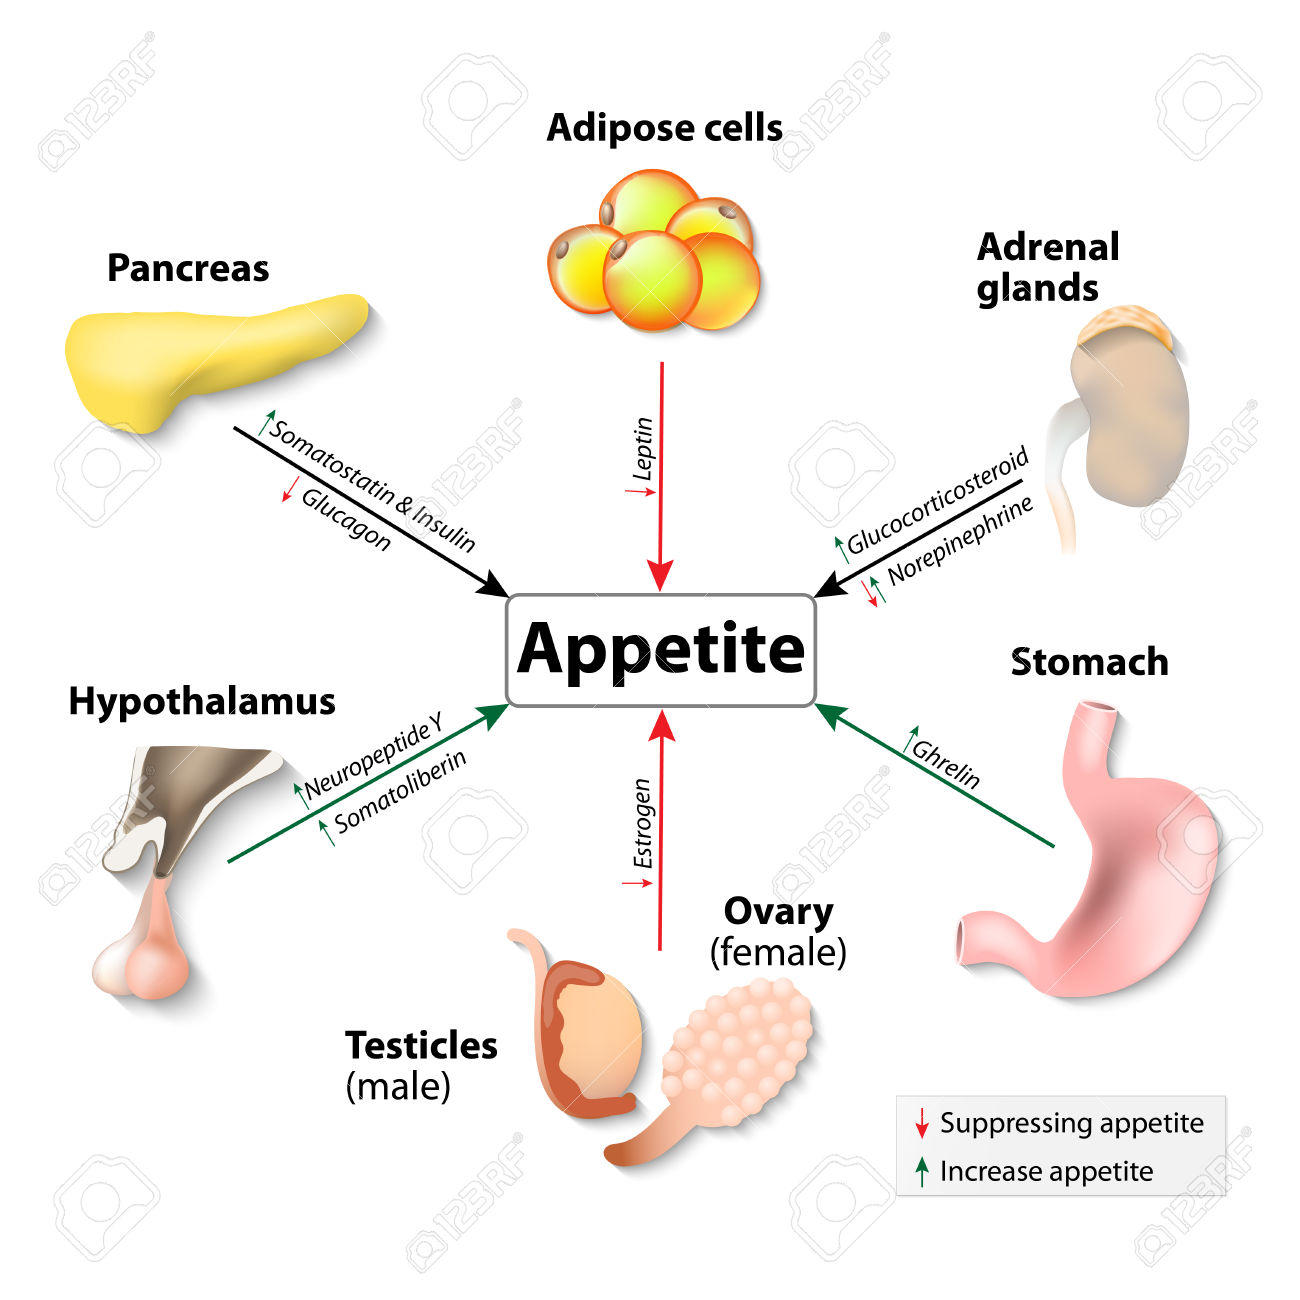 Adipose cells
Pancreas
Adrenal
glands
Somatostatin & Insulin
Glucagon
Leptin
Glucocorticosteroid
Norepinephrine
Appetite
Hypothalamus
Stomach
Neuropeptide Y
Somatoliberin
Estrogen
Ghrelin
Ovary
(female)
Testicles
(male)
Suppressing appetite
Increase appetite
123RF